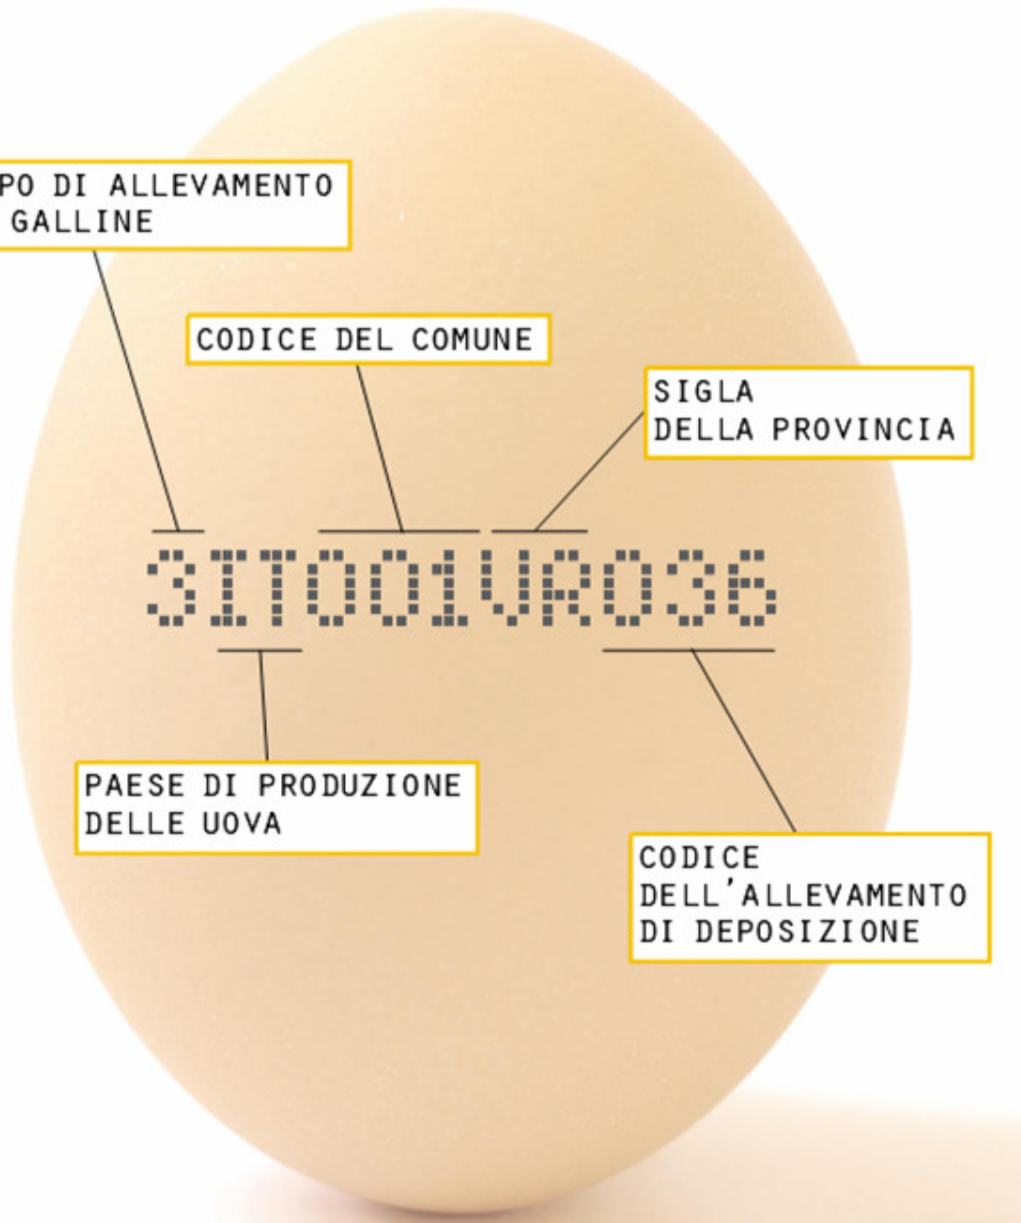 PO DI ALLEVAMENTO
GALLINE
CODICE DEL COMUNE
SIGLA
DELLA PROVINCIA
3IT001VR036
PAESE DI PRODUZIONE
DELLE UOVA
CODICE
DELL'ALLEVAMENTO
DI DEPOSIZIONE